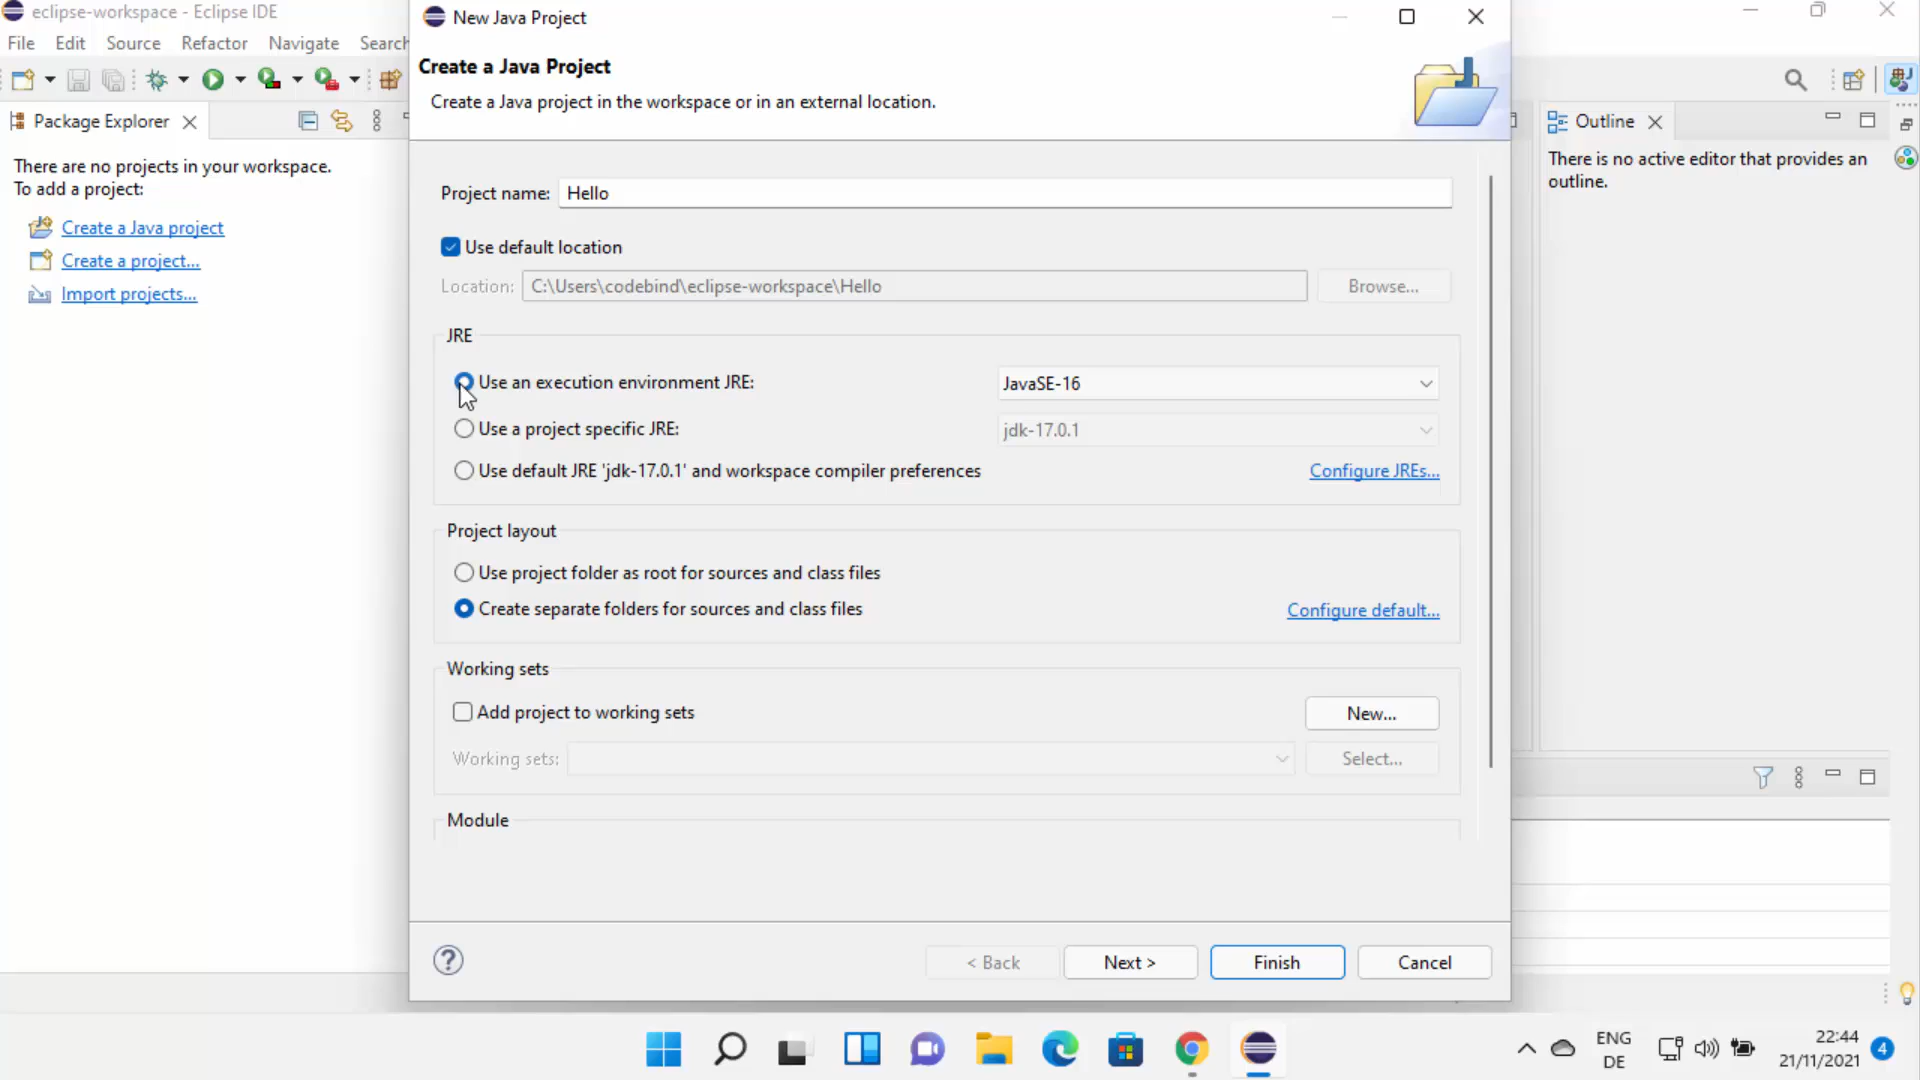 eclipse-workspace - Eclipse IDE
New Java Project
File Edit Source Refactor Navigate Search
Create a Java Project
Create a Java project in the workspace or in an external location.
Package Explorer
Outline
There are no projects in your workspace.
To add a project:
There is no active editor that provides an
outline.
Create a Java project
Create a project...
Import projects...
Project name: Hello
Use default location
Location: C:\Users\codebind\eclipse-workspace\Hello Browse...
JRE
Use an execution environment JRE: JavaSE-16
Use a project specific JRE: jdk-17.0.1
Use default JRE 'jdk-17.0.1' and workspace compiler preferences Configure JREs...
Project layout
Use project folder as root for sources and class files
Create separate folders for sources and class files Configure default...
Working sets
Add project to working sets New...
Working sets: Select...
Module
? < Back Next > Finish Cancel
ENG
DE
22:44
21/11/2021
4